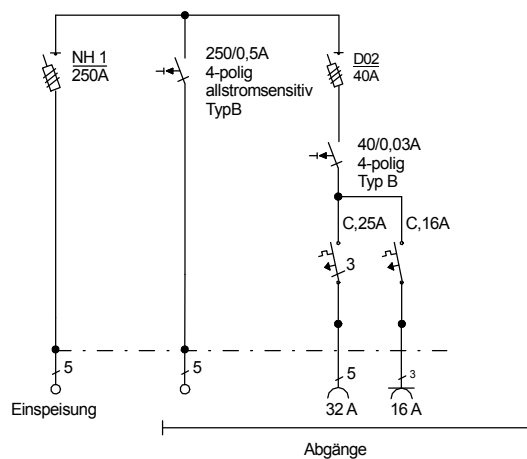 NH 1
250A
250/0,5A
4-polig
allstromsensitiv
TypB
D02
40A
40/0,03A
4-polig
Typ B
C,25A
C,16A
3
5
5
5
3
Einspeisung
32 A
16 A
Abgänge